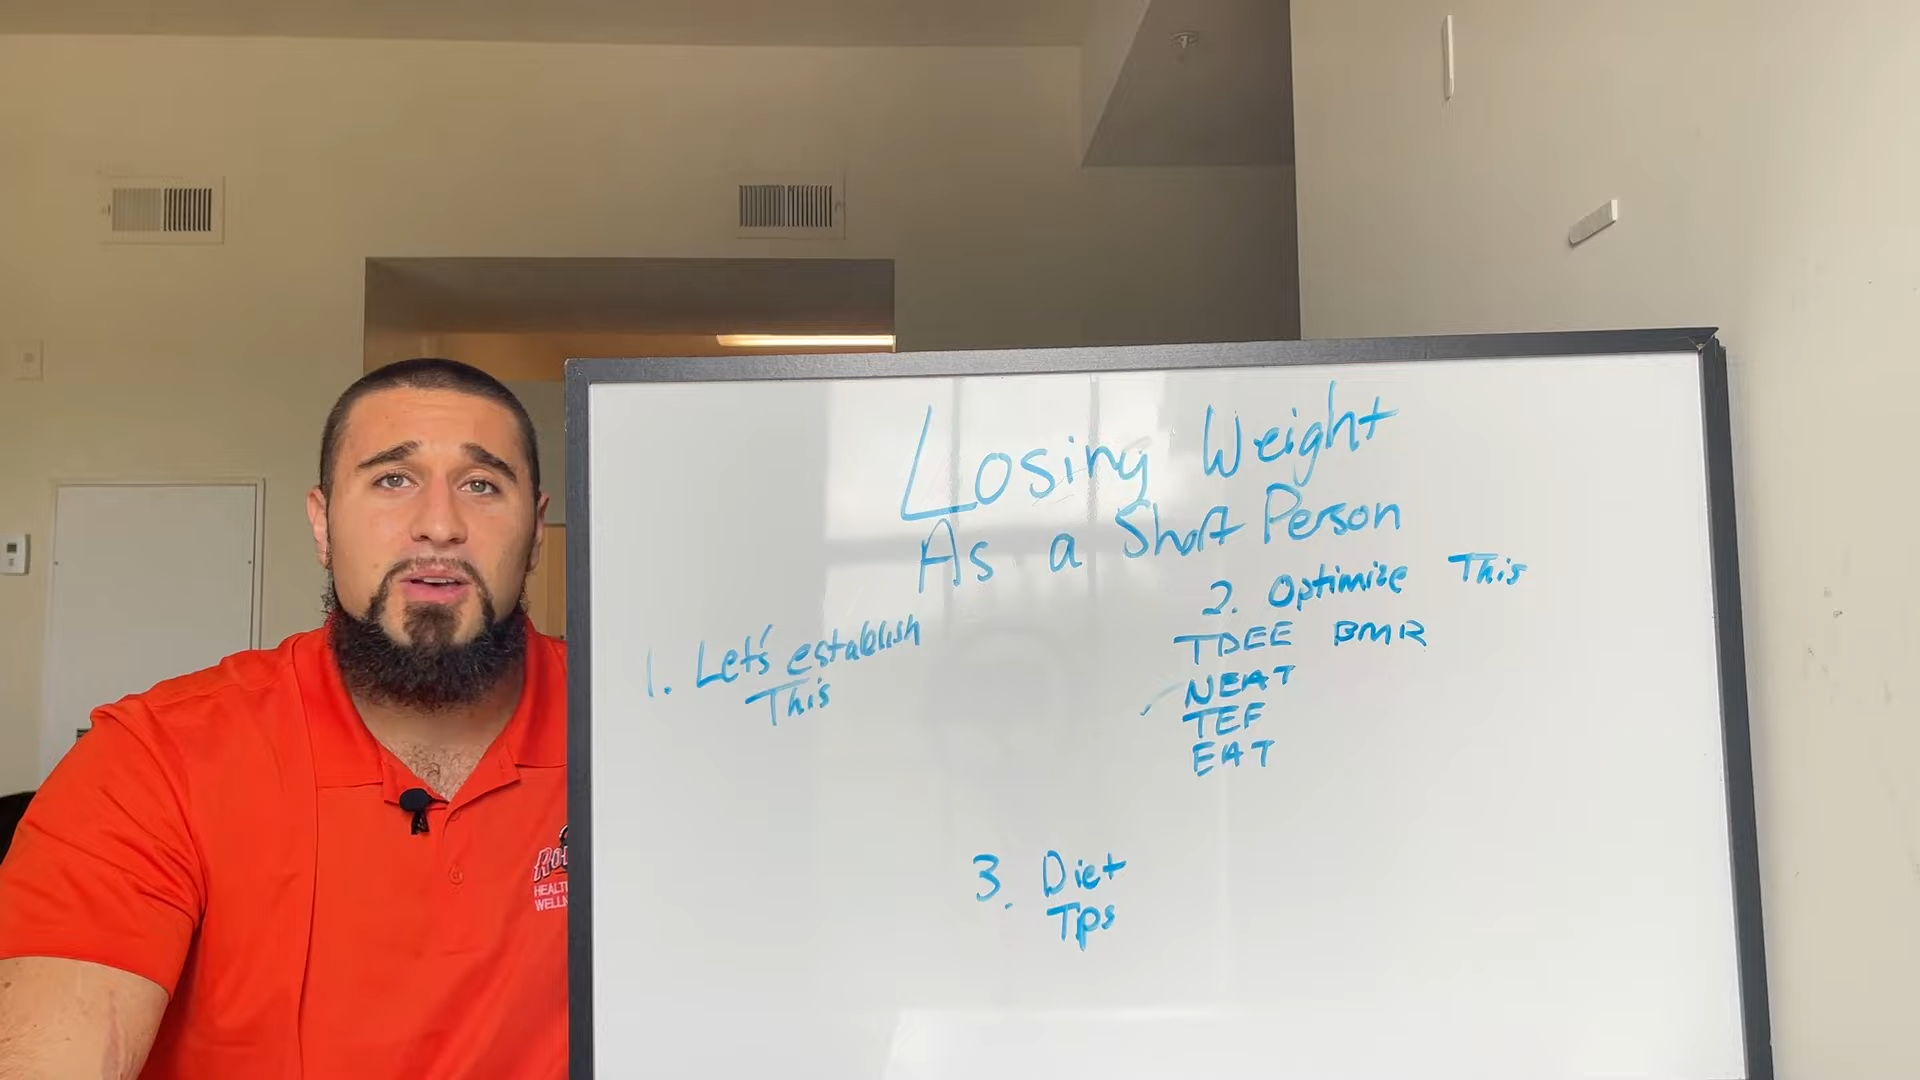 Losing Weight
As a Short Person
1. Let's establish
This
2. Optimize This
TDEE BMR
NEAT
TEF
EAT
3. Diet
Tps